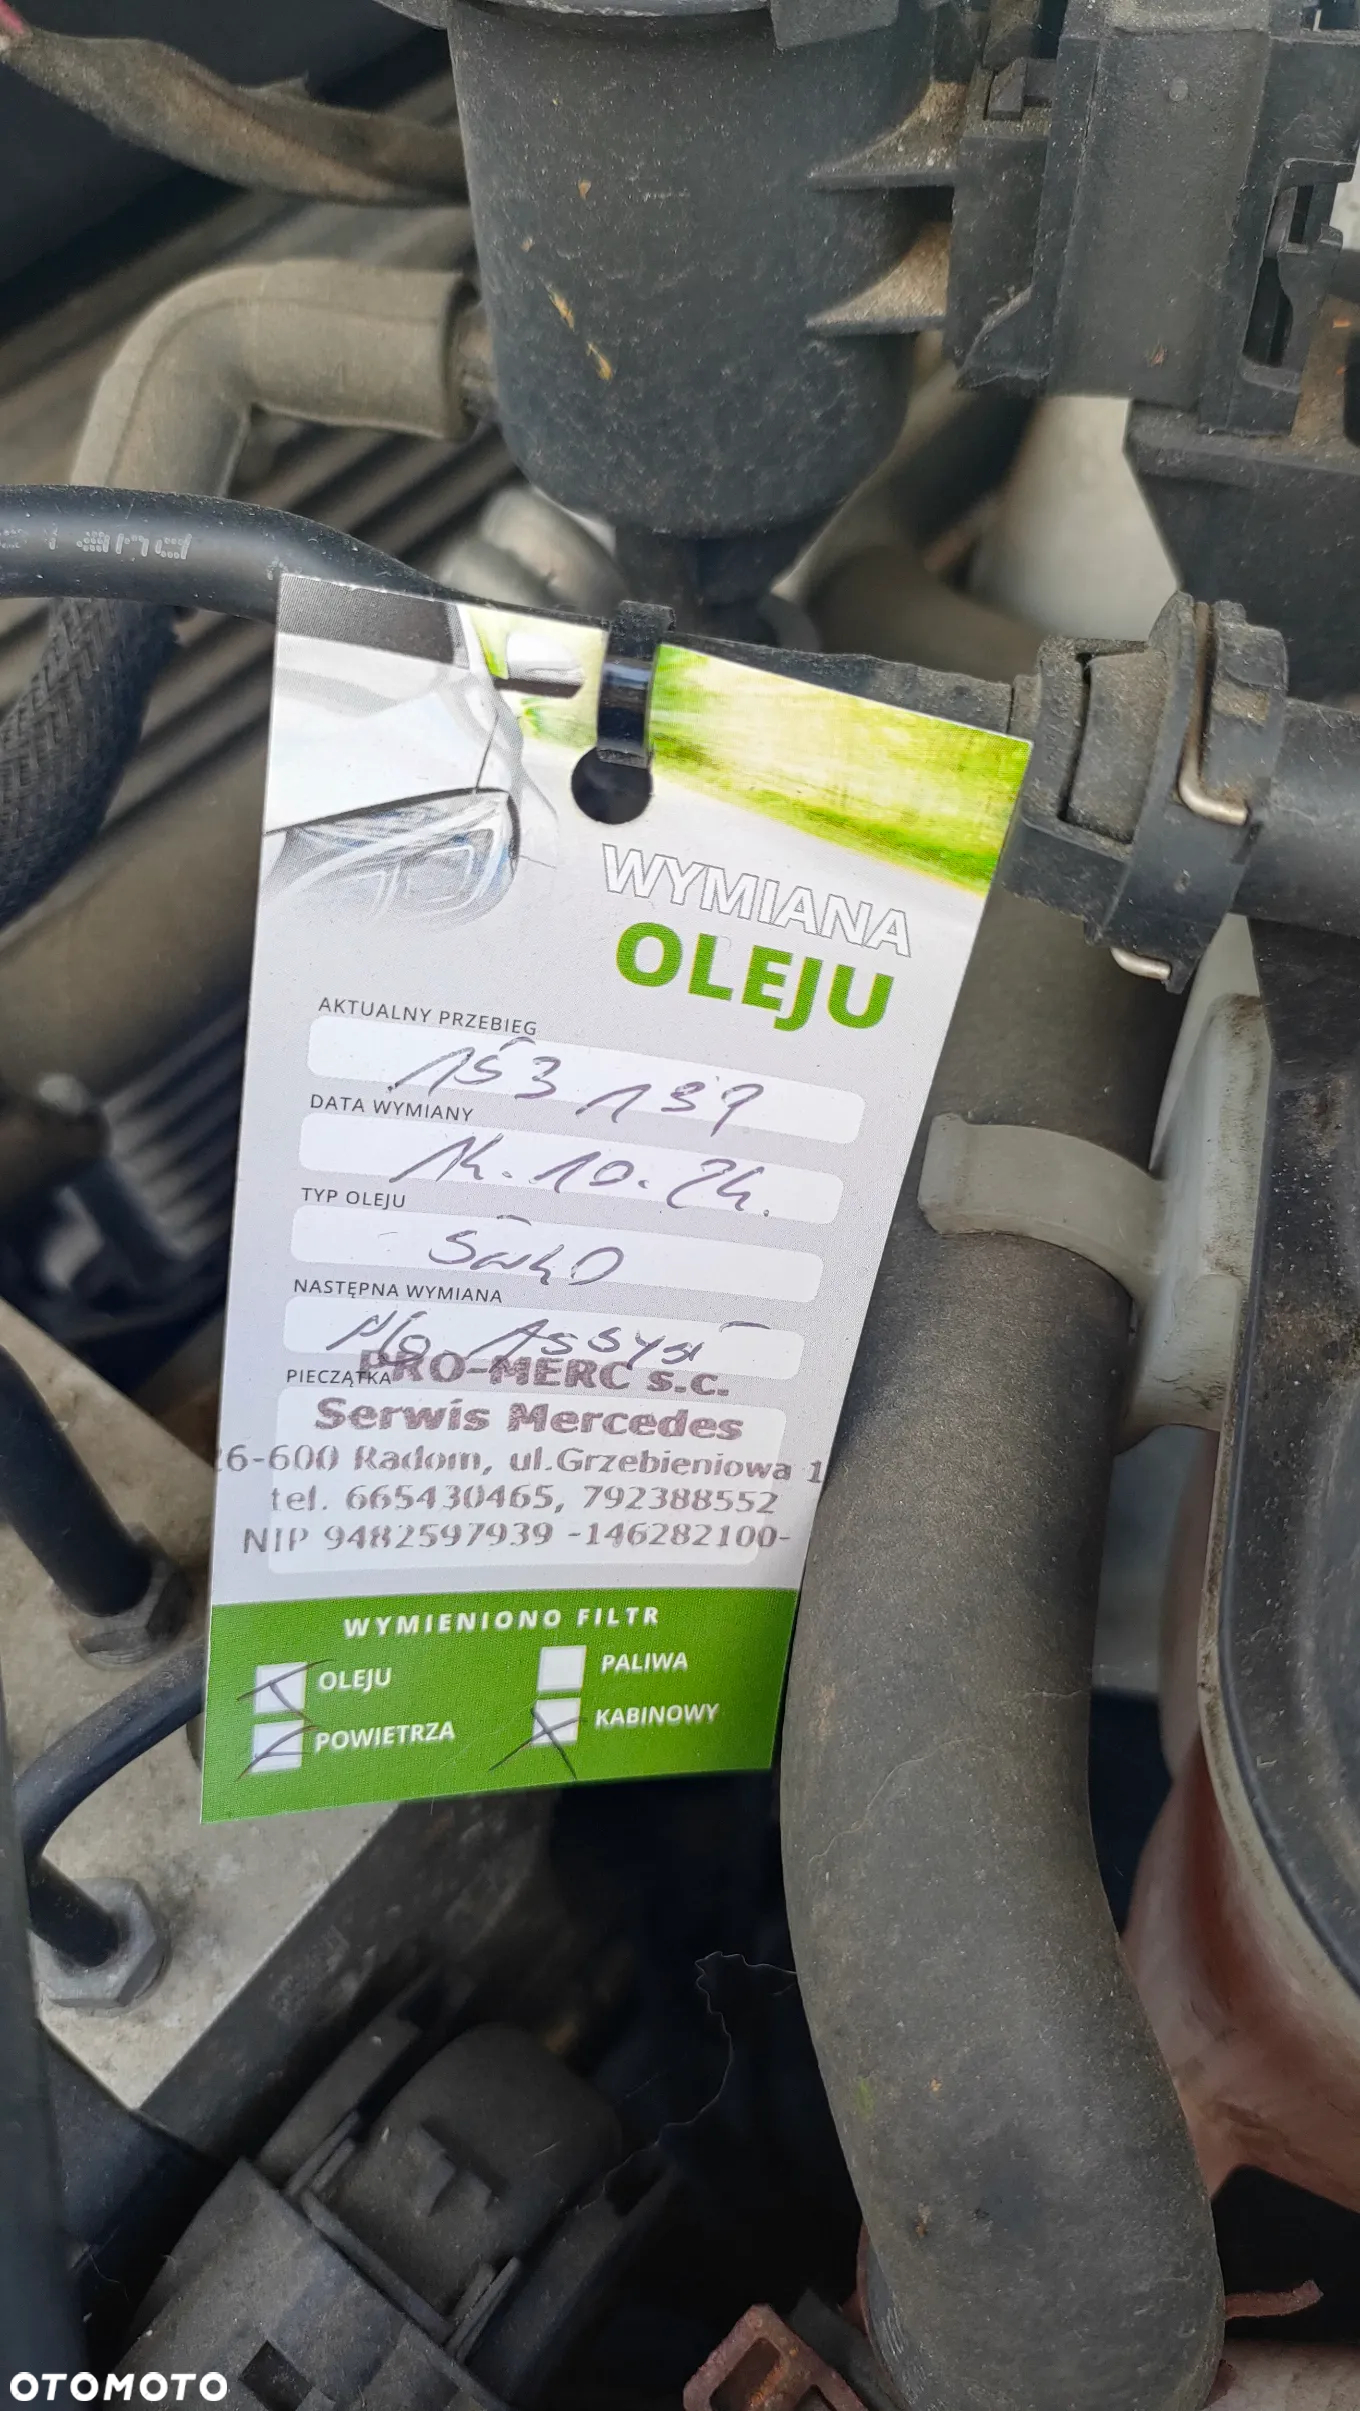 WYMIANA
OLEJU
AKTUALNY PRZEBIEG
153 139
DATA WYMIANY
14.10.24.
TYP OLEJU
5W40
NASTĘPNA WYMIANA
Assyst
PIECZĄTKA
PRO-MERC s.c.
Serwis Mercedes
26-600 Radom, ul.Grzebieniowa 1
tel. 665430465, 792388552
NIP 9482597939 -146282100-
WYMIENIONO FILTR
OLEJU
PALIWA
POWIETRZA
KABINOWY
OTOMOTO